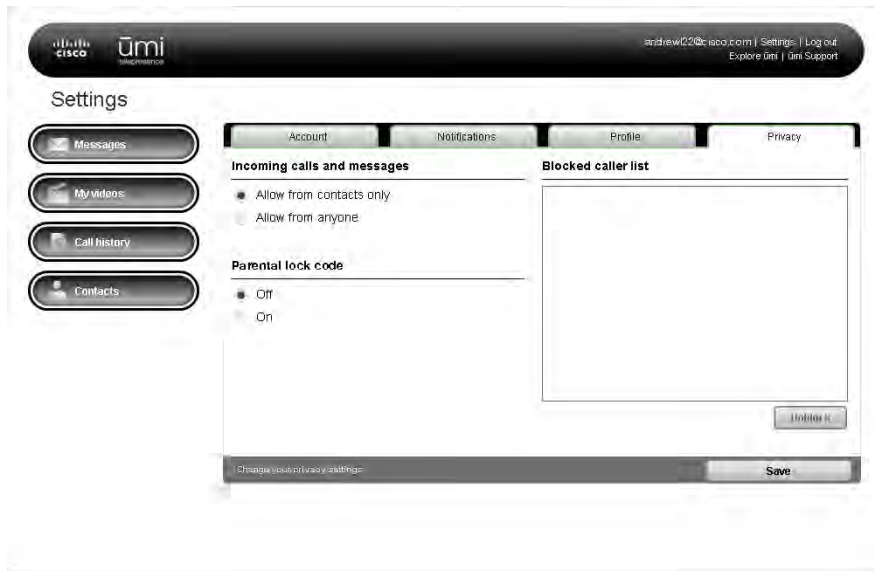 cisco
ūmi
telepresence
andrewl22@cisco.com | Settings | Log out
Explore ūmi | ūmi Support
Settings
Messages
My videos
Call history
Contacts
Account
Notifications
Profile
Privacy
Incoming calls and messages
Allow from contacts only
Allow from anyone
Parental lock code
Off
On
Blocked caller list
Unblock
Change your privacy settings
Save